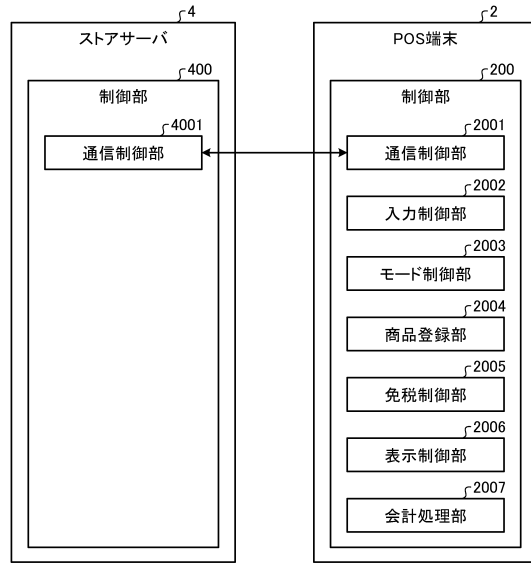 4
ストアサーバ
400
制御部
4001
通信制御部
2
POS端末
200
制御部
2001
通信制御部
2002
入力制御部
2003
モード制御部
2004
商品登録部
2005
免税制御部
2006
表示制御部
2007
会計処理部